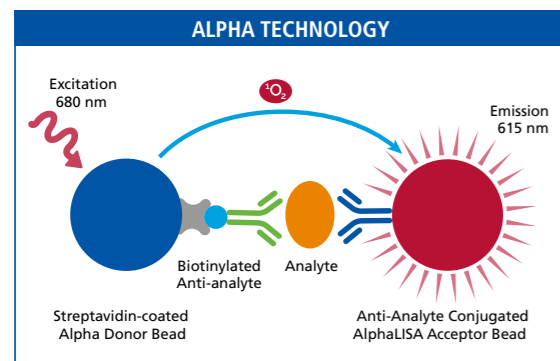 ALPHA TECHNOLOGY
Excitation
680 nm
¹O₂
Emission
615 nm
Biotinylated
Anti-analyte
Analyte
Streptavidin-coated
Alpha Donor Bead
Anti-Analyte Conjugated
AlphaLISA Acceptor Bead